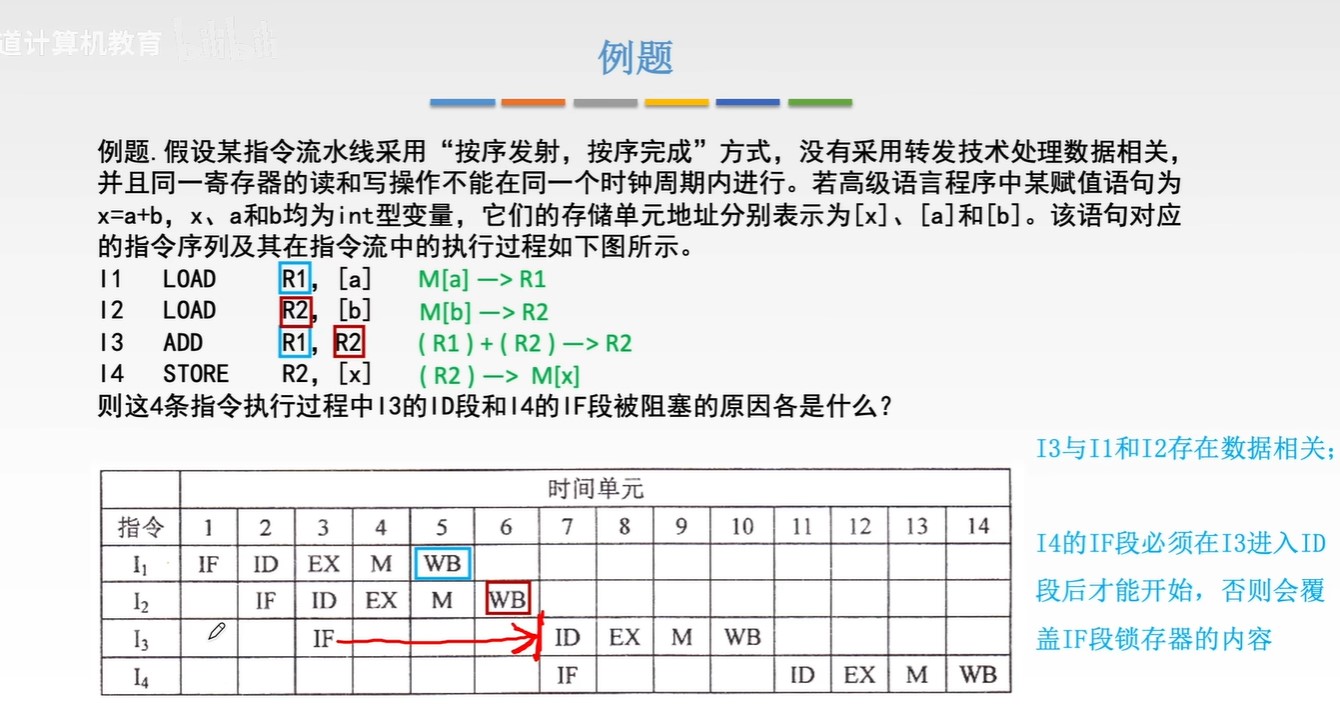 道计算机教育
例题
例题.假设某指令流水线采用“按序发射，按序完成”方式，没有采用转发技术处理数据相关，
并且同一寄存器的读和写操作不能在同一个时钟周期内进行。若高级语言程序中某赋值语句为
x=a+b，x、a和b均为int型变量，它们的存储单元地址分别表示为[x]、[a]和[b]。该语句对应
的指令序列及其在指令流中的执行过程如下图所示。
I1 LOAD R1，[a] M[a] —> R1
I2 LOAD R2，[b] M[b] —> R2
I3 ADD R1，R2 ( R1 ) + ( R2 ) —> R2
I4 STORE R2，[x] ( R2 ) —> M[x]
则这4条指令执行过程中I3的ID段和I4的IF段被阻塞的原因各是什么？
I3与I1和I2存在数据相关；
I4的IF段必须在I3进入ID
段后才能开始，否则会覆
盖IF段锁存器的内容
时间单元
指令 1 2 3 4 5 6 7 8 9 10 11 12 13 14
I₁ IF ID EX M WB
I₂ IF ID EX M WB
I₃ IF ID EX M WB
I₄ IF ID EX M WB